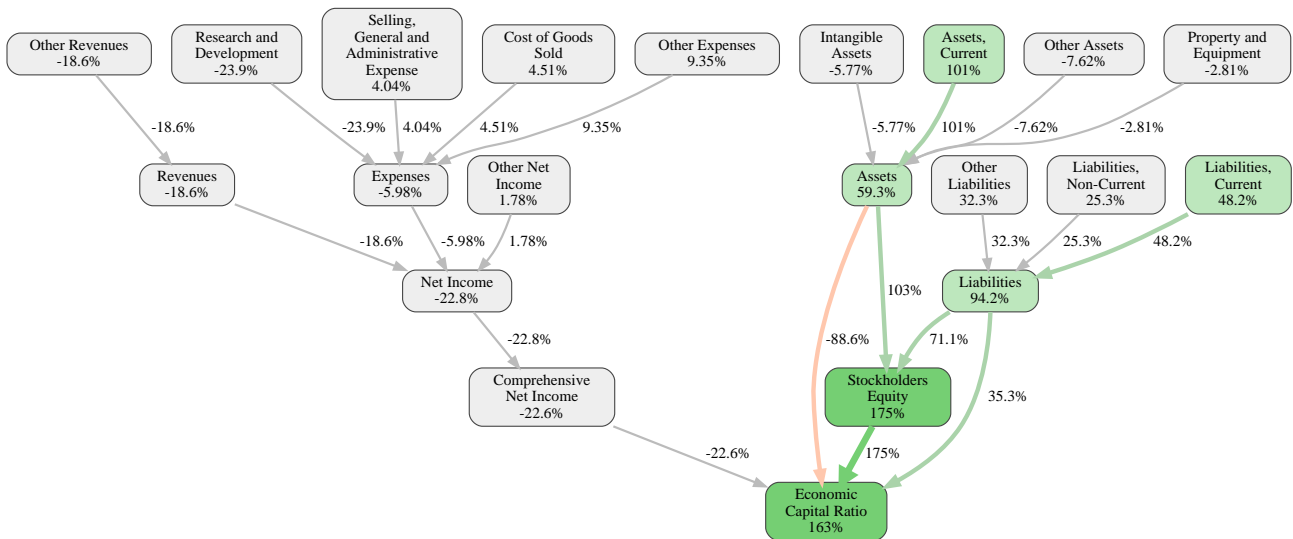 Other Revenues
-18.6%
Research and
Development
-23.9%
Selling,
General and
Administrative
Expense
4.04%
Cost of Goods
Sold
4.51%
Other Expenses
9.35%
Intangible
Assets
-5.77%
Assets,
Current
101%
Other Assets
-7.62%
Property and
Equipment
-2.81%
-18.6%
-23.9%
4.04%
4.51%
9.35%
-5.77%
101%
-7.62%
-2.81%
Revenues
-18.6%
Expenses
-5.98%
Other Net
Income
1.78%
Assets
59.3%
Other
Liabilities
32.3%
Liabilities,
Non-Current
25.3%
Liabilities,
Current
48.2%
-18.6%
-5.98%
1.78%
32.3%
25.3%
48.2%
Net Income
-22.8%
103%
Liabilities
94.2%
-22.8%
-88.6%
71.1%
Comprehensive
Net Income
-22.6%
Stockholders
Equity
175%
35.3%
-22.6%
175%
Economic
Capital Ratio
163%